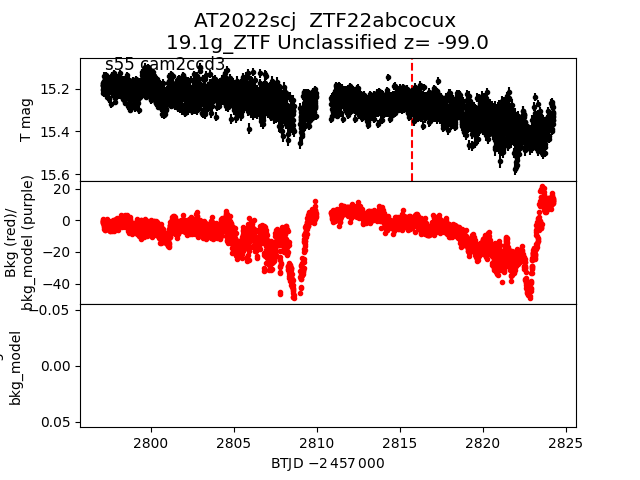 AT2022scj  ZTF22abcocux
19.1g_ZTF Unclassified z= -99.0
s55 cam2ccd3
15.2
15.4
15.6
T mag
20
0
−20
−40
Bkg (red)/
bkg_model (purple)
−0.05
0.00
0.05
bkg_model
2800
2805
2810
2815
2820
2825
BTJD −2 457 000